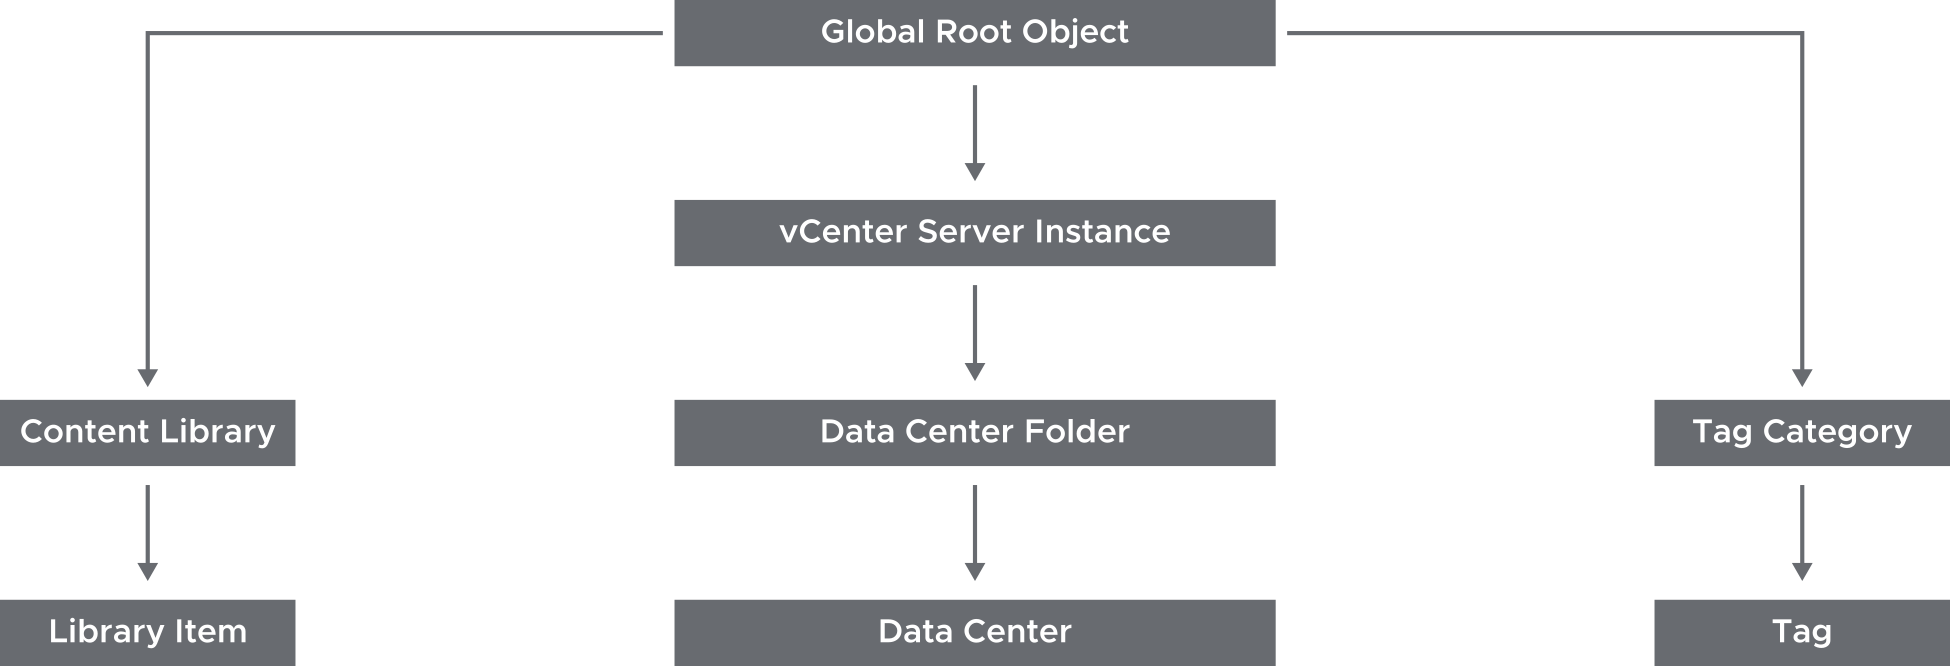 Global Root Object
vCenter Server Instance
Content Library
Data Center Folder
Tag Category
Library Item
Data Center
Tag